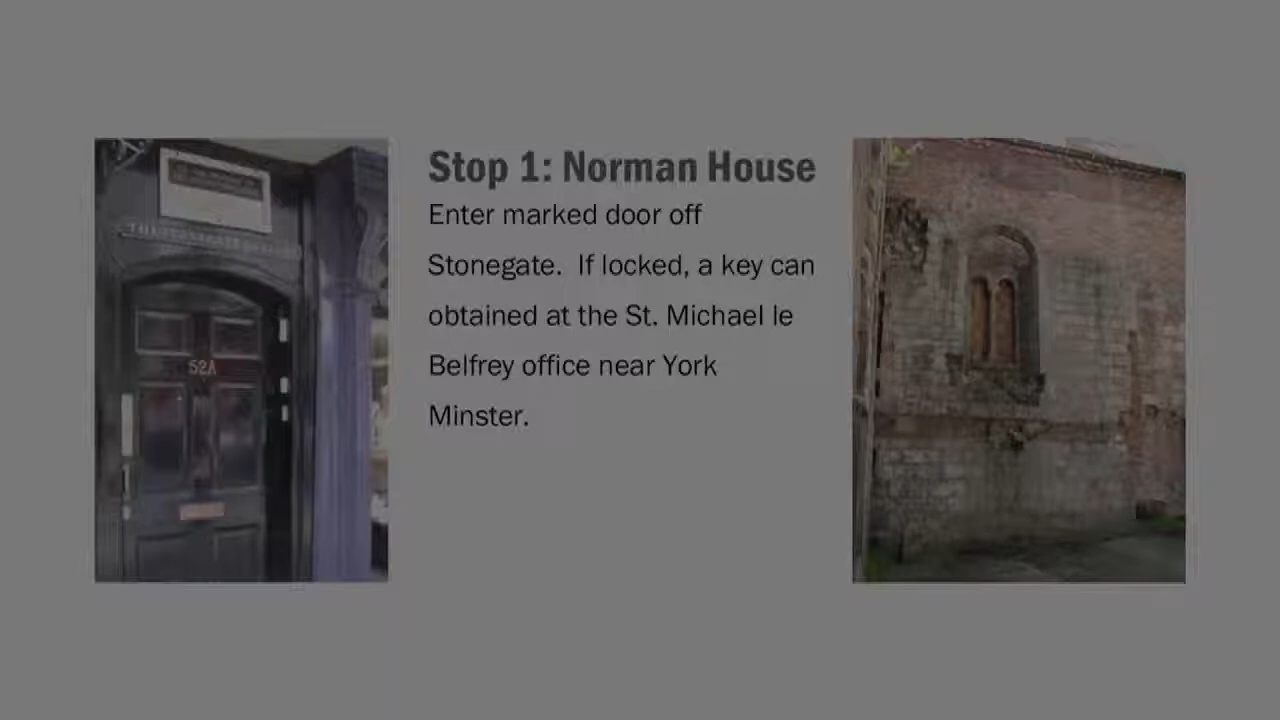 52A
Stop 1: Norman House
Enter marked door off
Stonegate.  If locked, a key can
obtained at the St. Michael le
Belfrey office near York
Minster.